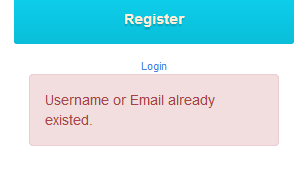 Register
Login
Username or Email already
existed.